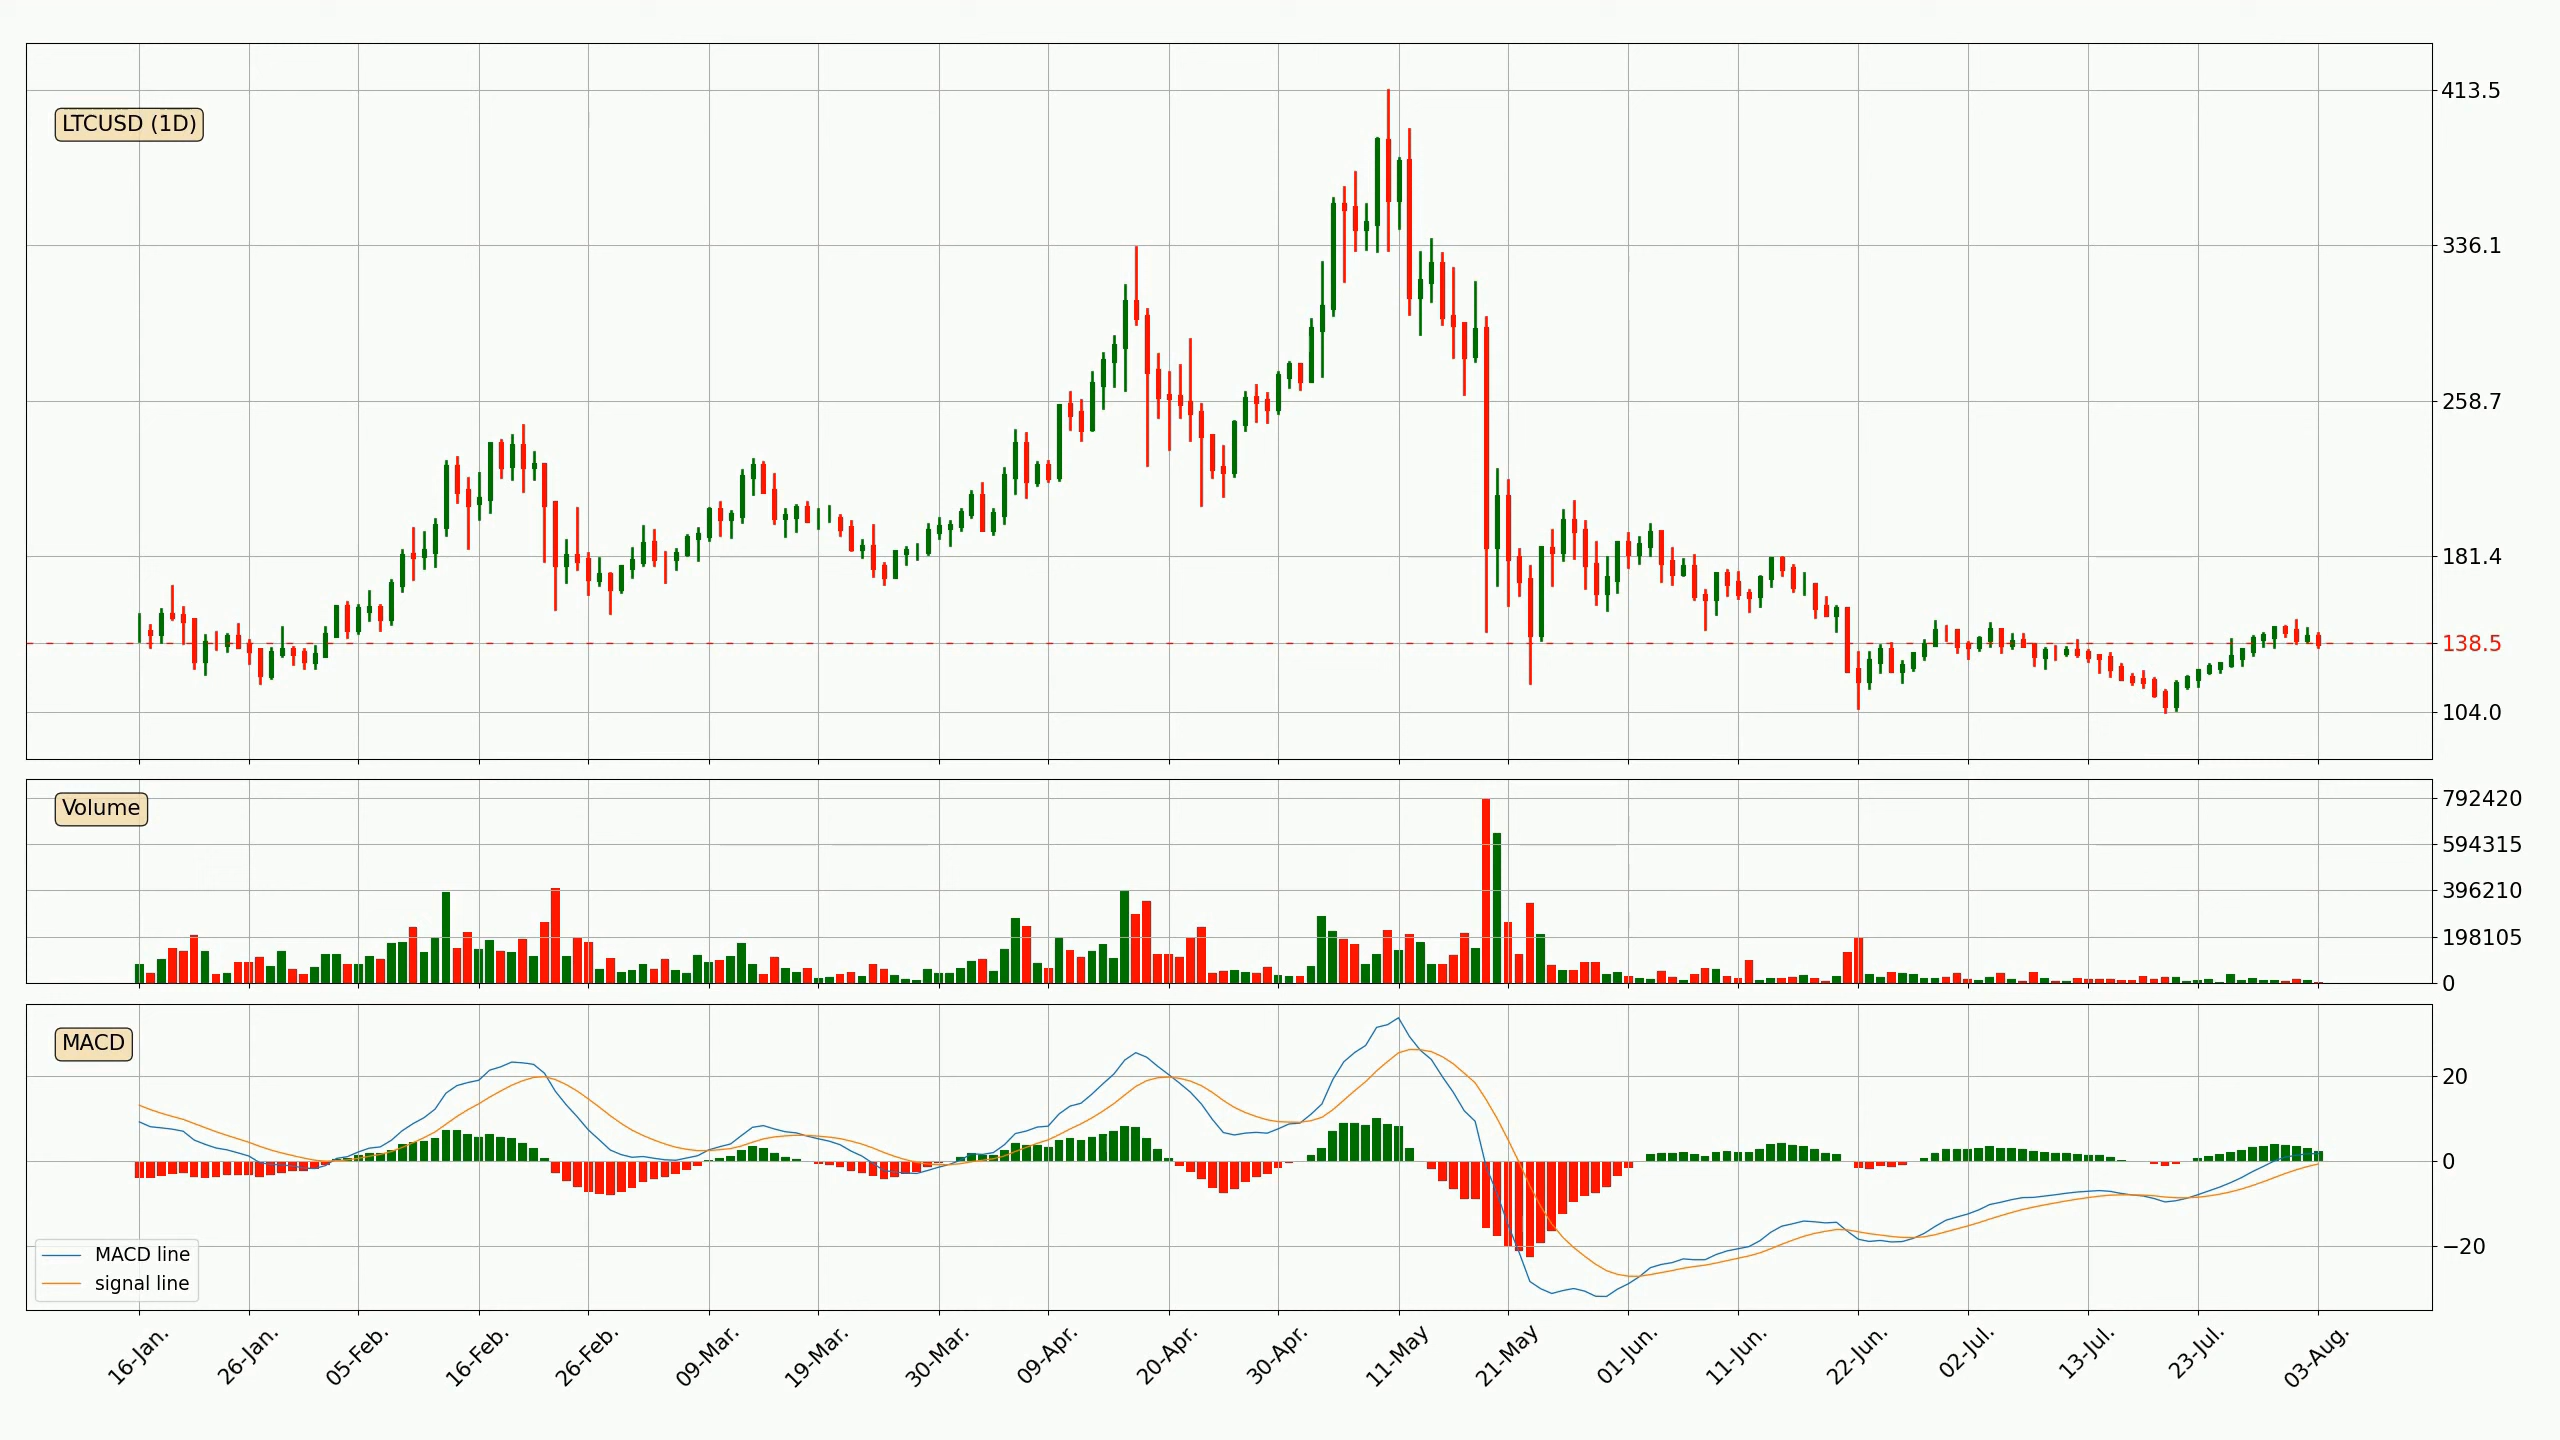 LTCUSD (1D)
413.5
336.1
258.7
181.4
138.5
104.0
Volume
792420
594315
396210
198105
0
MACD
20
0
−20
MACD line
signal line
16-Jan.
26-Jan.
05-Feb.
16-Feb.
26-Feb.
09-Mar.
19-Mar.
30-Mar.
09-Apr.
20-Apr.
30-Apr.
11-May
21-May
01-Jun.
11-Jun.
22-Jun.
02-Jul.
13-Jul.
23-Jul.
03-Aug.